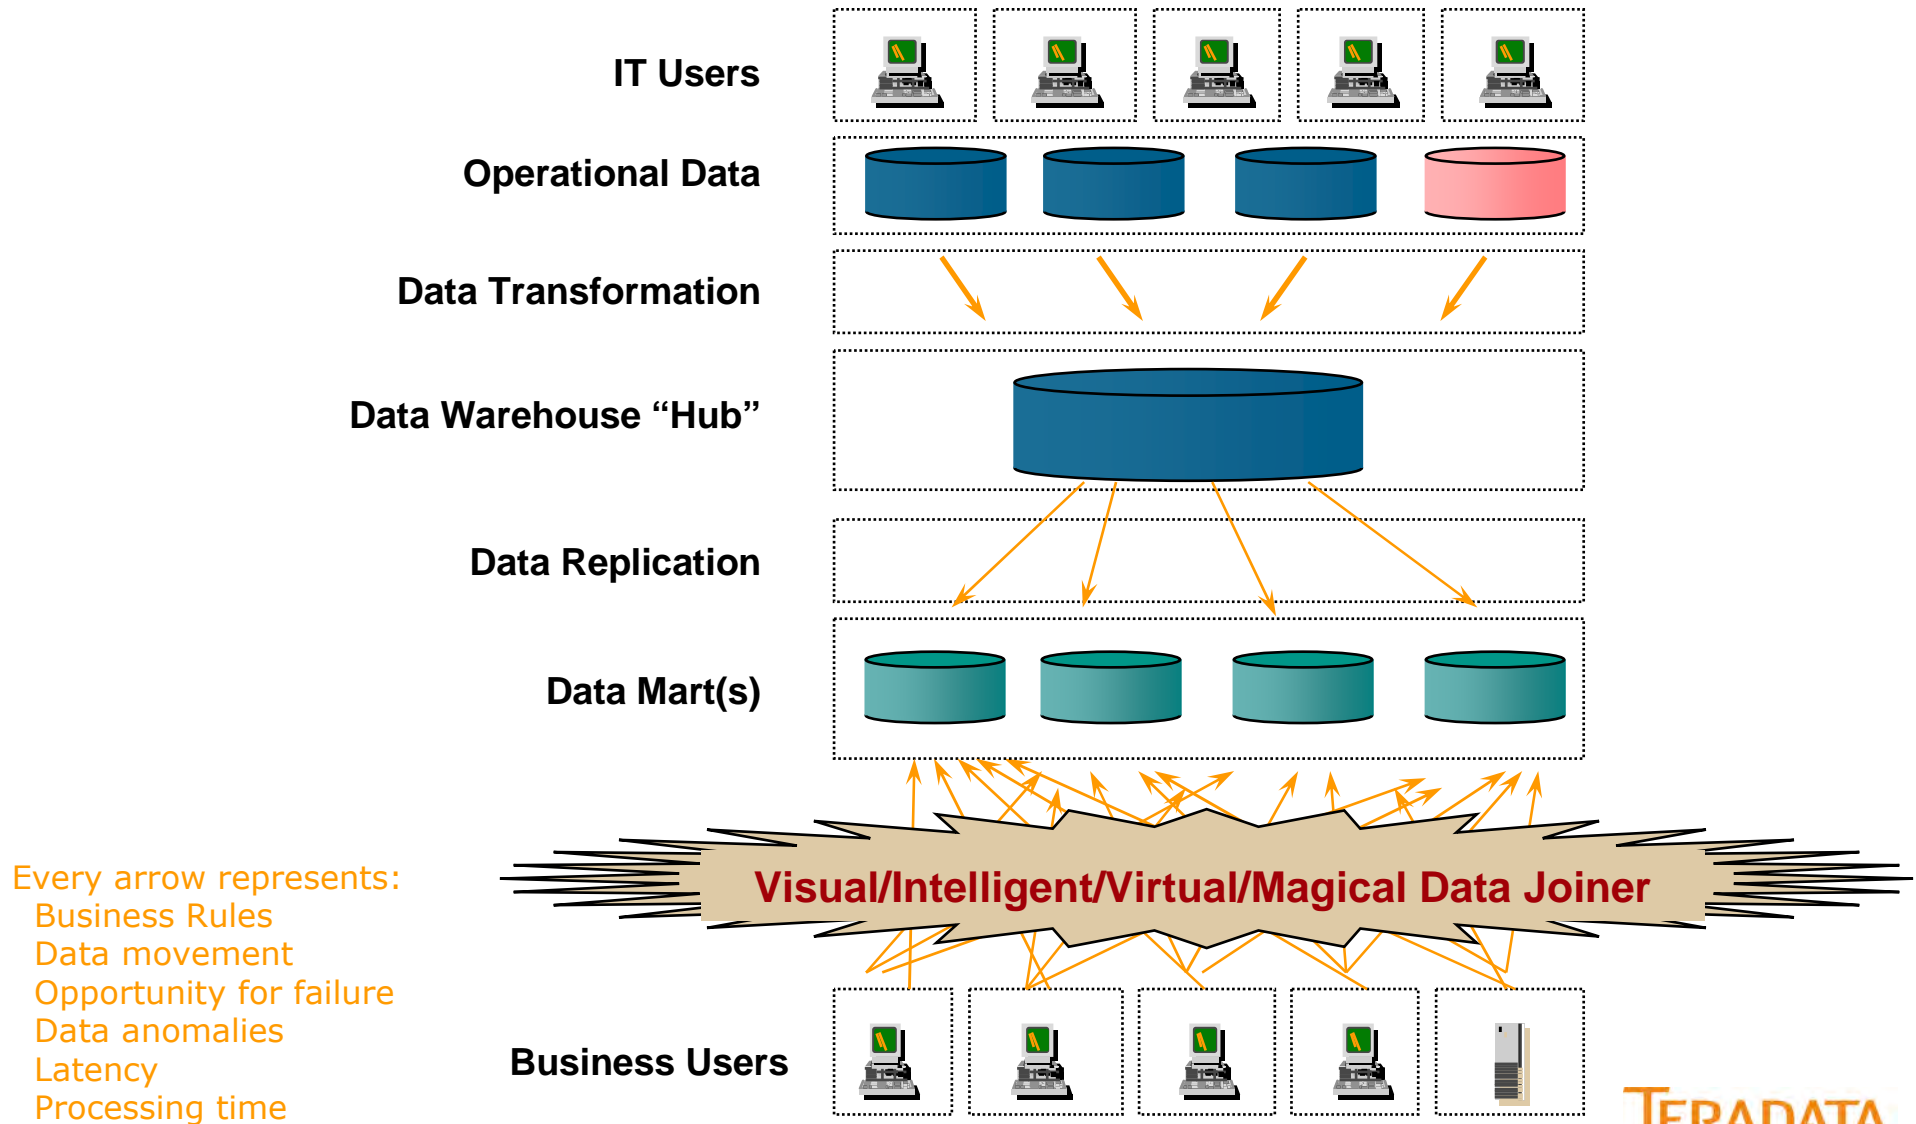 IT Users
Operational Data
Data Transformation
Data Warehouse “Hub”
Data Replication
Data Mart(s)
Visual/Intelligent/Virtual/Magical Data Joiner
Every arrow represents:
Business Rules
Data movement
Opportunity for failure
Data anomalies
Latency
Processing time
Business Users
TERADATA